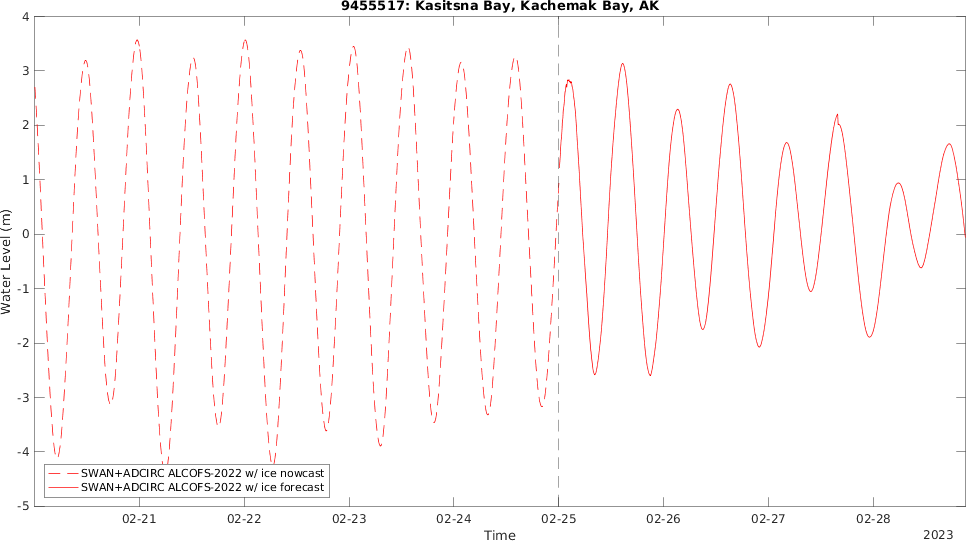 9455517: Kasitsna Bay, Kachemak Bay, AK
4
3
2
1
0
-1
-2
-3
-4
-5
Water Level (m)
SWAN+ADCIRC ALCOFS-2022 w/ ice nowcast
SWAN+ADCIRC ALCOFS-2022 w/ ice forecast
02-21 02-22 02-23 02-24 02-25 02-26 02-27 02-28
Time
2023